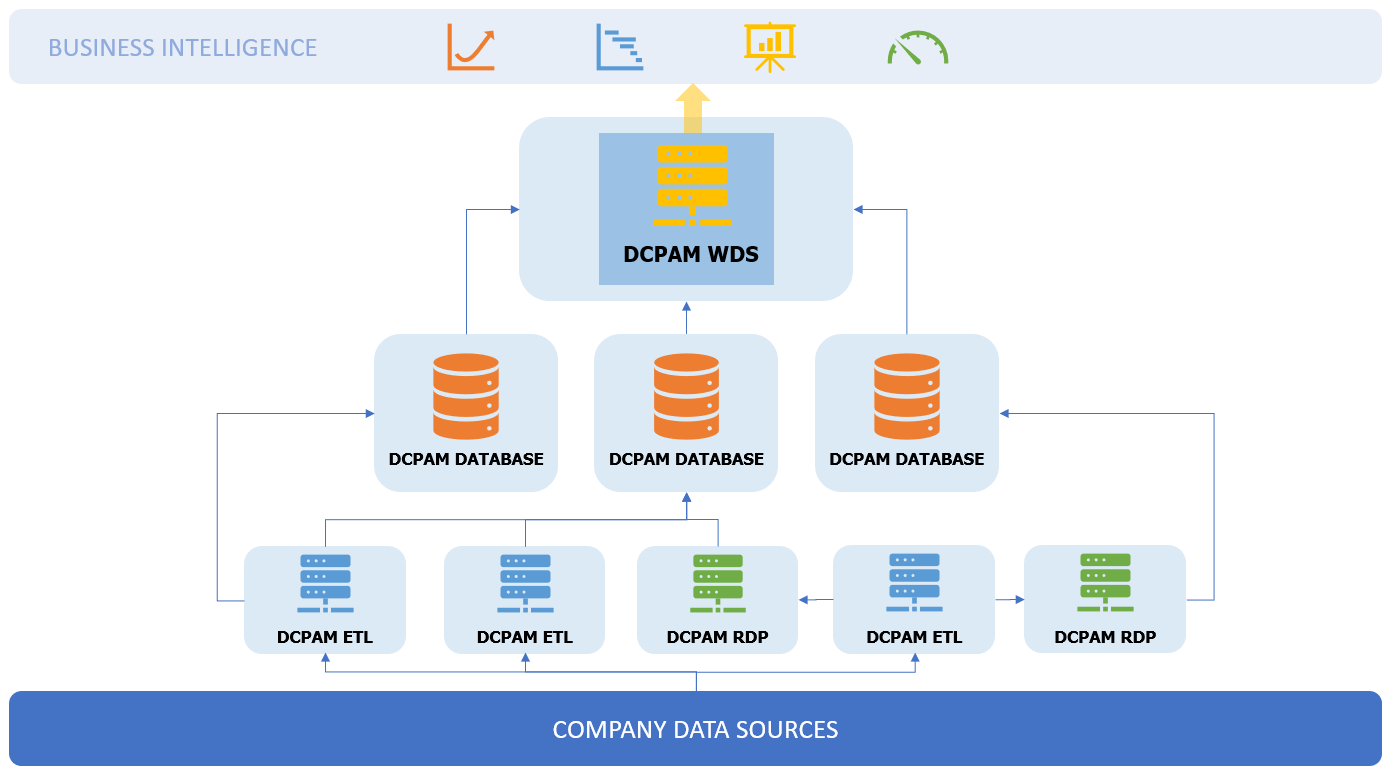 BUSINESS INTELLIGENCE
DCPAM WDS
DCPAM DATABASE
DCPAM DATABASE
DCPAM DATABASE
DCPAM ETL
DCPAM ETL
DCPAM RDP
DCPAM ETL
DCPAM RDP
COMPANY DATA SOURCES